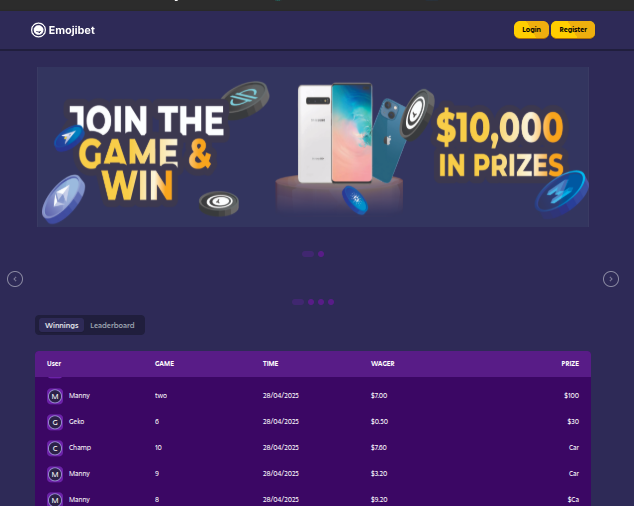 Emojibet
Login
Register
JOIN THE
GAME &
WIN
$10,000
IN PRIZES
Winnings
Leaderboard
User GAME TIME WAGER PRIZE
M Manny two 28/04/2025 $7.00 $100
G Geko 6 28/04/2025 $0.50 $30
C Champ 10 28/04/2025 $7.60 Car
M Manny 9 28/04/2025 $3.20 Car
M Manny 8 28/04/2025 $9.20 $Ca